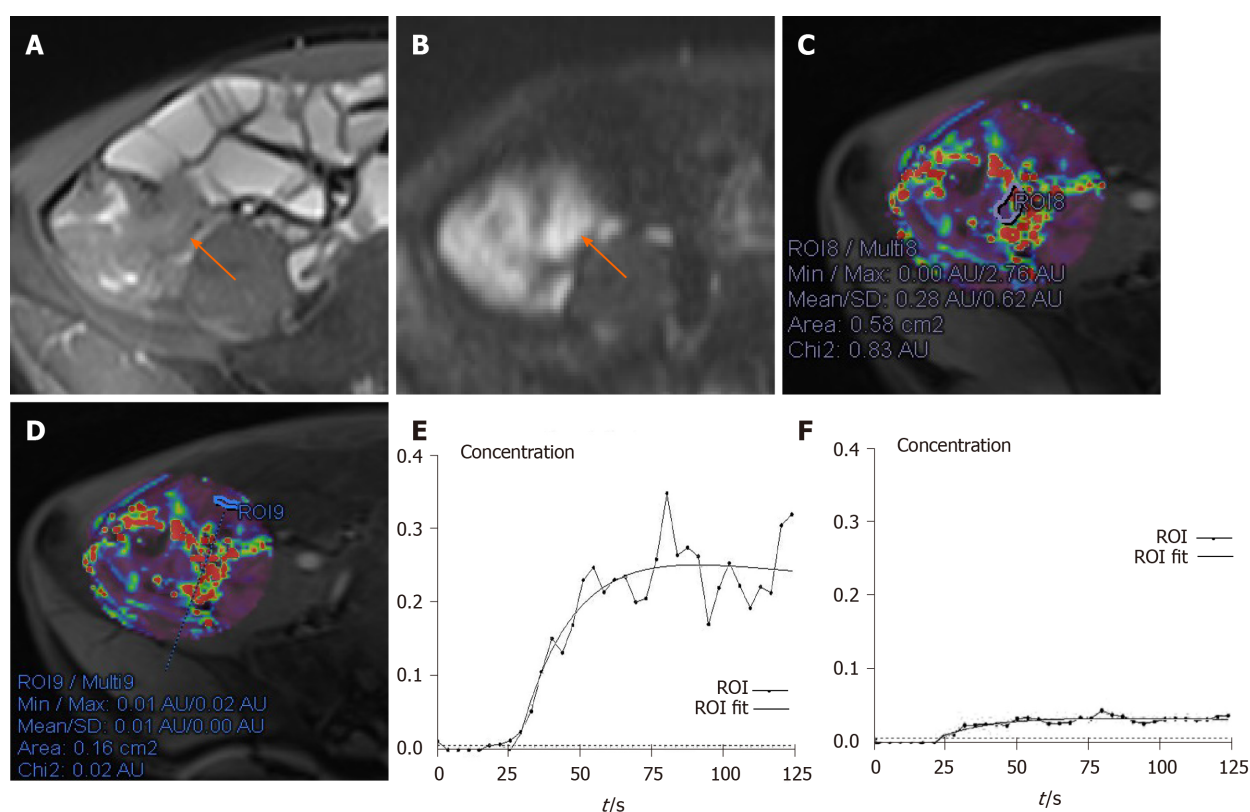 A
B
C
ROI8
ROI8 / Multi8
Min / Max: 0.00 AU/2.76 AU
Mean/SD: 0.28 AU/0.62 AU
Area: 0.58 cm2
Chi2: 0.83 AU
D
ROI9
ROI9 / Multi9
Min / Max: 0.01 AU/0.02 AU
Mean/SD: 0.01 AU/0.00 AU
Area: 0.16 cm2
Chi2: 0.02 AU
E
Concentration
0.4
0.3
0.2
0.1
0.0
ROI
ROI fit
0 25 50 75 100 125
t/s
F
Concentration
0.4
0.3
0.2
0.1
0.0
ROI
ROI fit
0 25 50 75 100 125
t/s